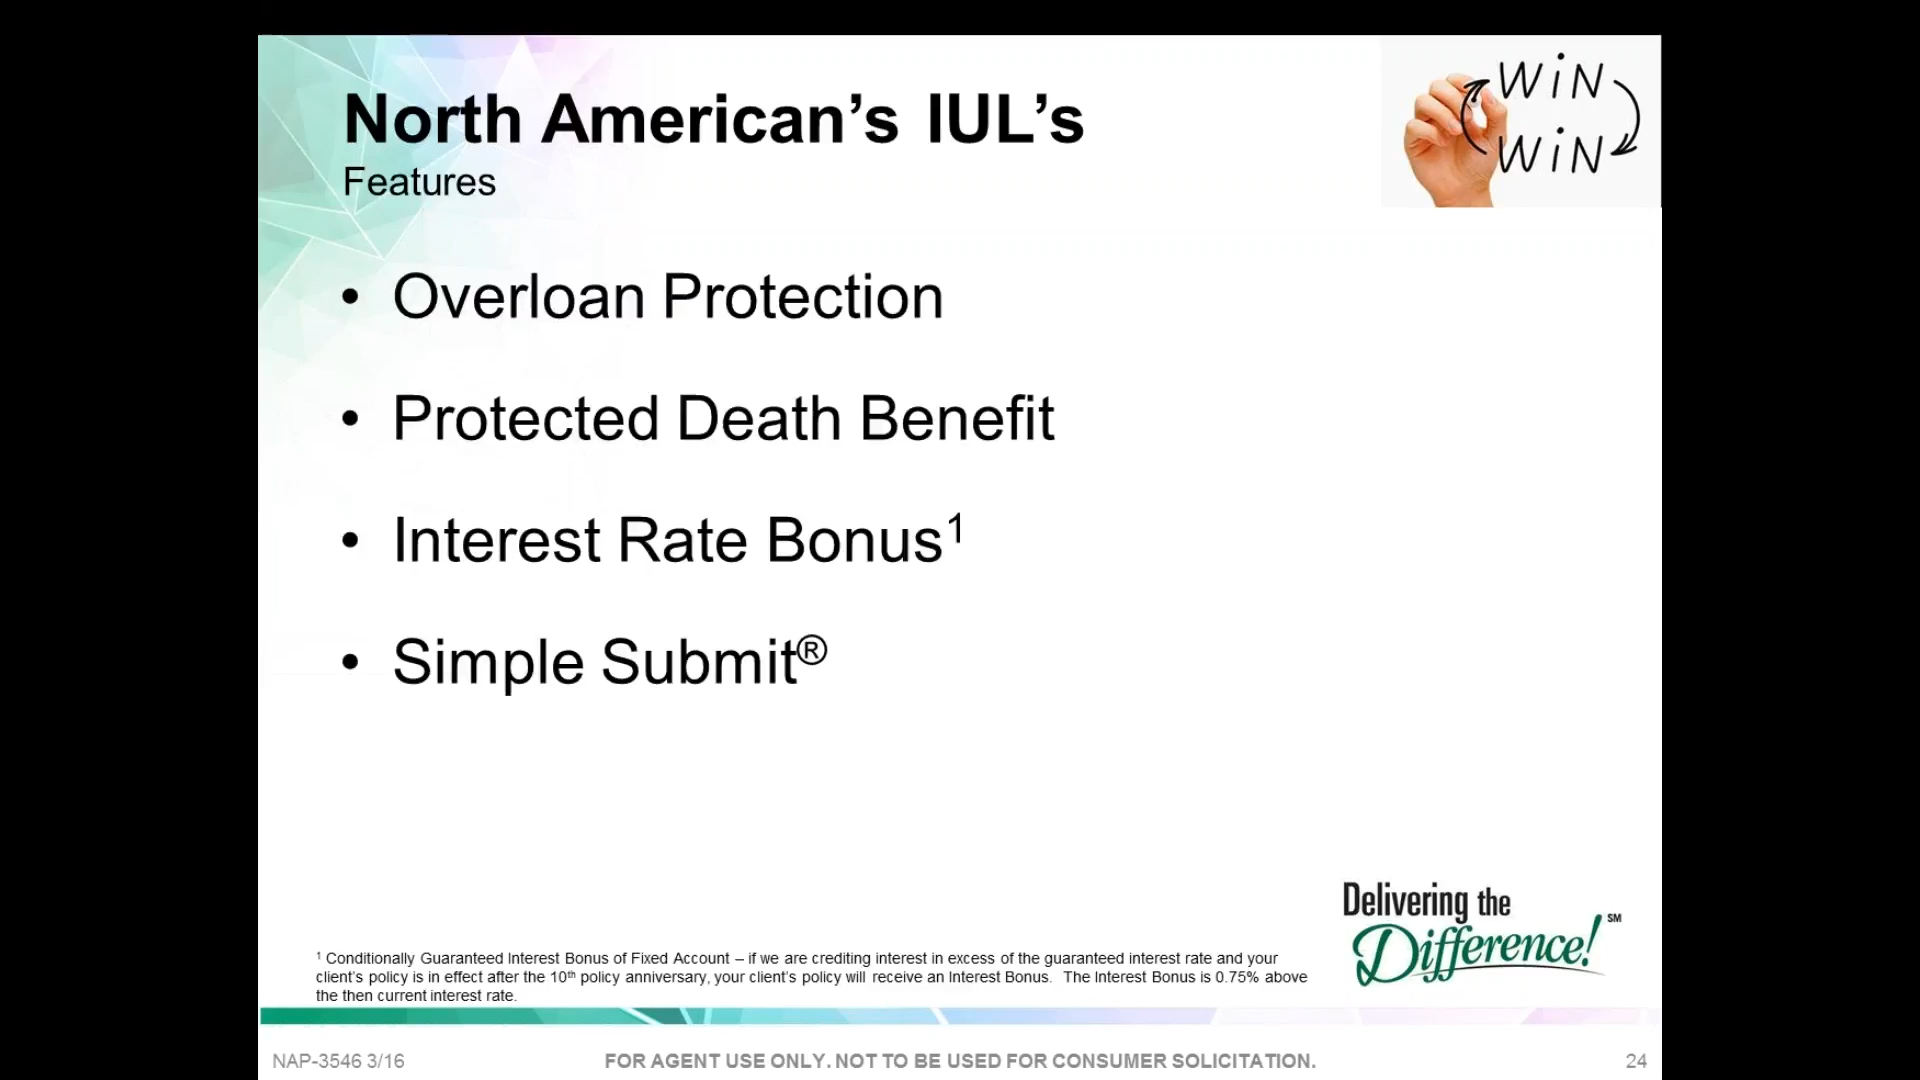 North American’s IUL’s
Features
WiN
WiN
• Overloan Protection
• Protected Death Benefit
• Interest Rate Bonus¹
• Simple Submit®
Delivering the
Difference! SM
¹ Conditionally Guaranteed Interest Bonus of Fixed Account – if we are crediting interest in excess of the guaranteed interest rate and your
client’s policy is in effect after the 10th policy anniversary, your client’s policy will receive an Interest Bonus. The Interest Bonus is 0.75% above
the then current interest rate.
NAP-3546 3/16
FOR AGENT USE ONLY. NOT TO BE USED FOR CONSUMER SOLICITATION.
24